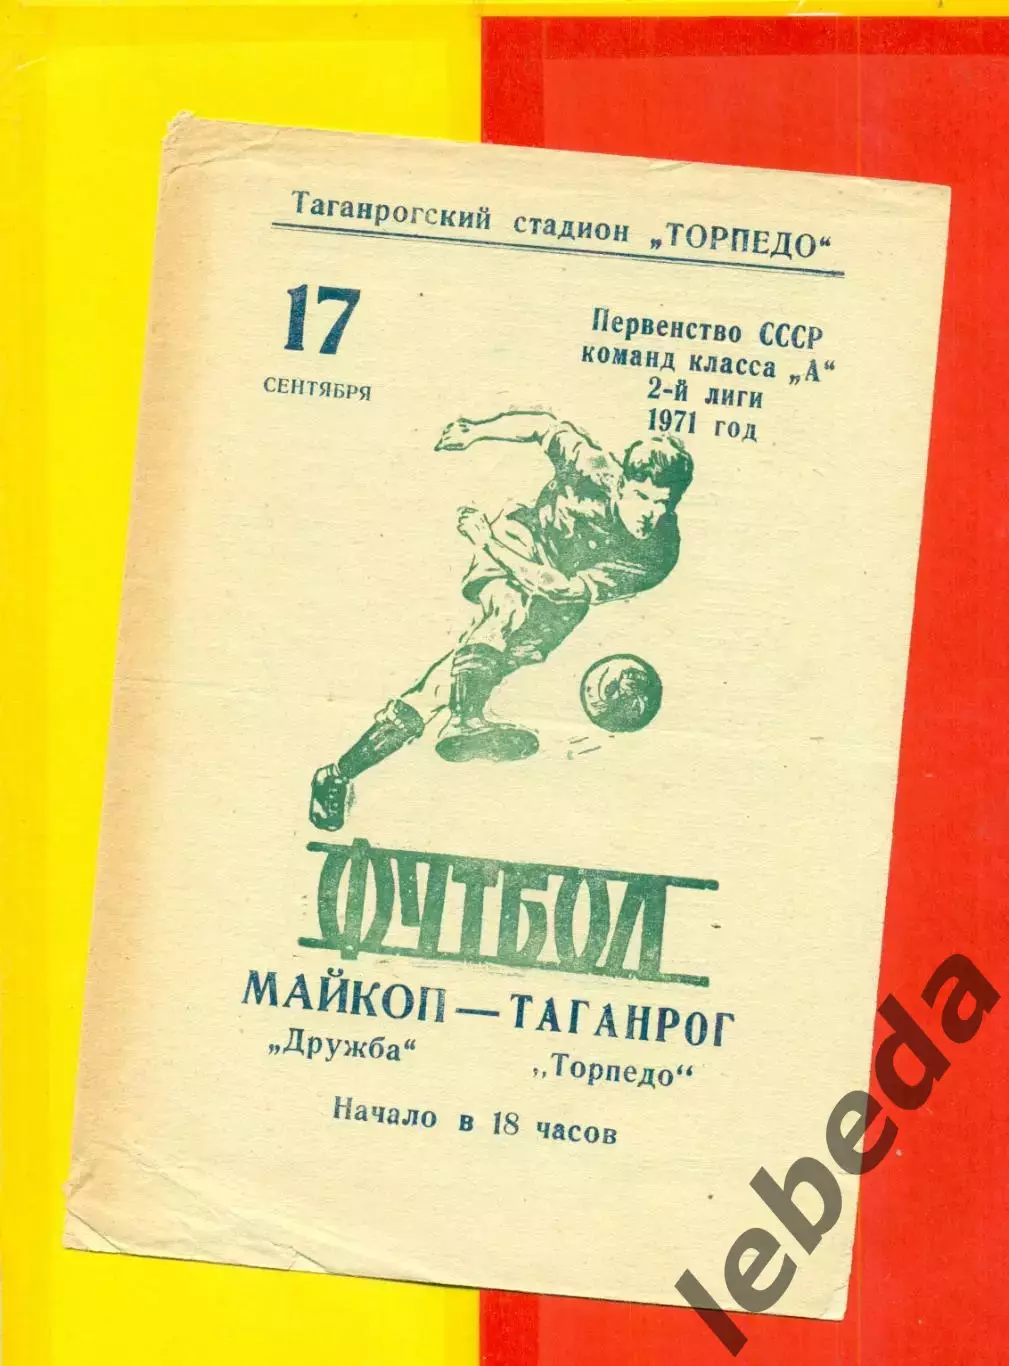 Таганрогский стадион „ТОРПЕДО“
17
СЕНТЯБРЯ
Первенство СССР
команд класса „А“
2-й лиги
1971 год
ФУТБОЛ
МАЙКОП — ТАГАНРОГ
„Дружба“ ,,Торпедо“
Начало в 18 часов
lebeda